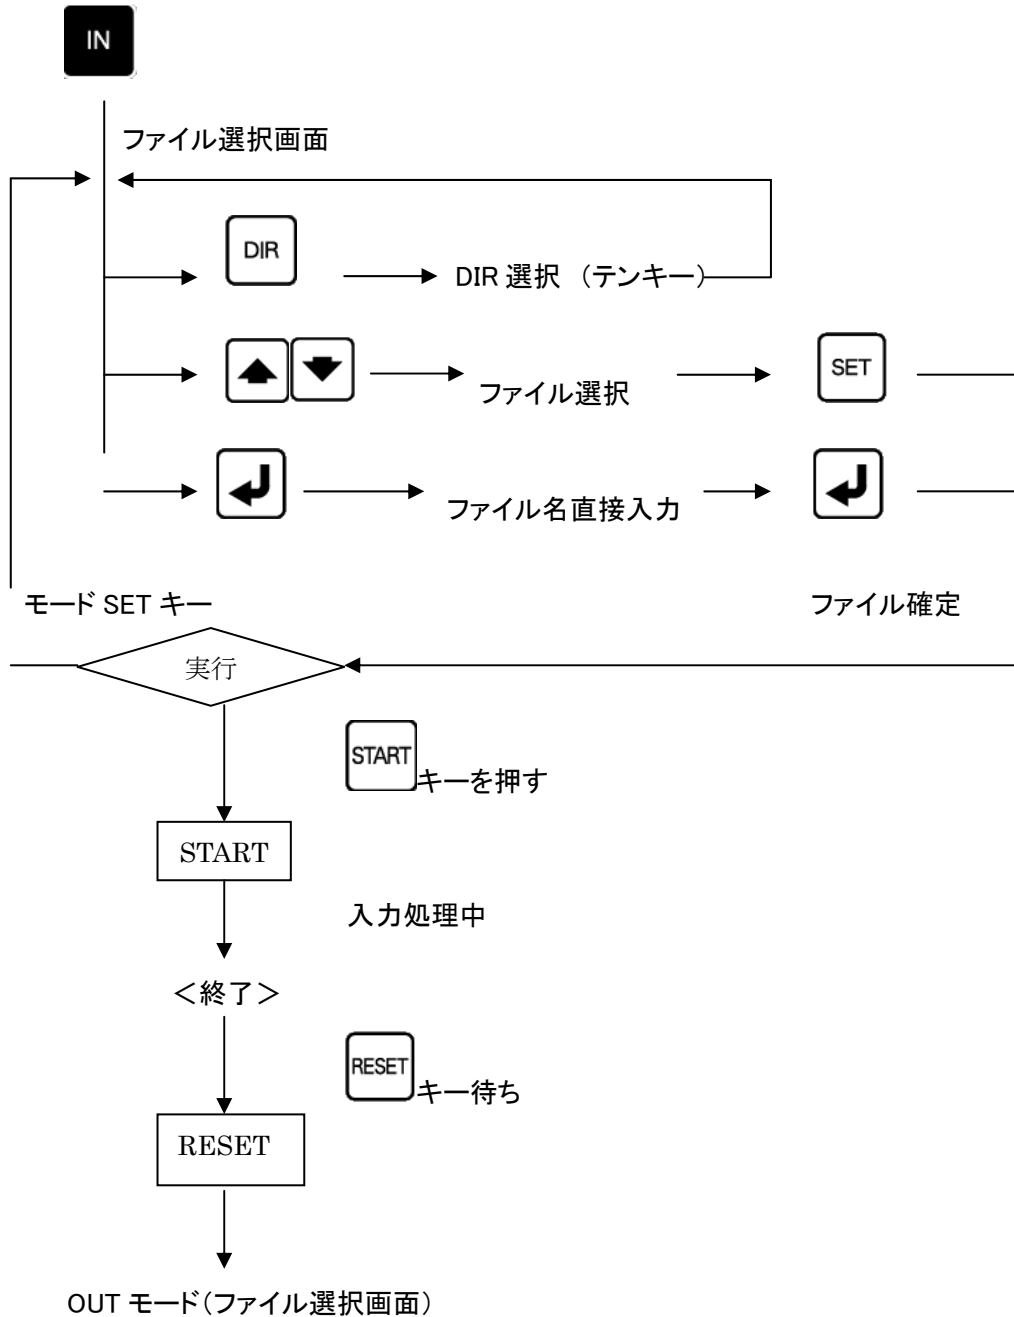 IN
ファイル選択画面
DIR
DIR 選択 （テンキー）
ファイル選択
SET
ファイル名直接入力
モード SET キー
ファイル確定
実行
START
キーを押す
START
入力処理中
＜終了＞
RESET
キー待ち
RESET
OUT モード（ファイル選択画面）